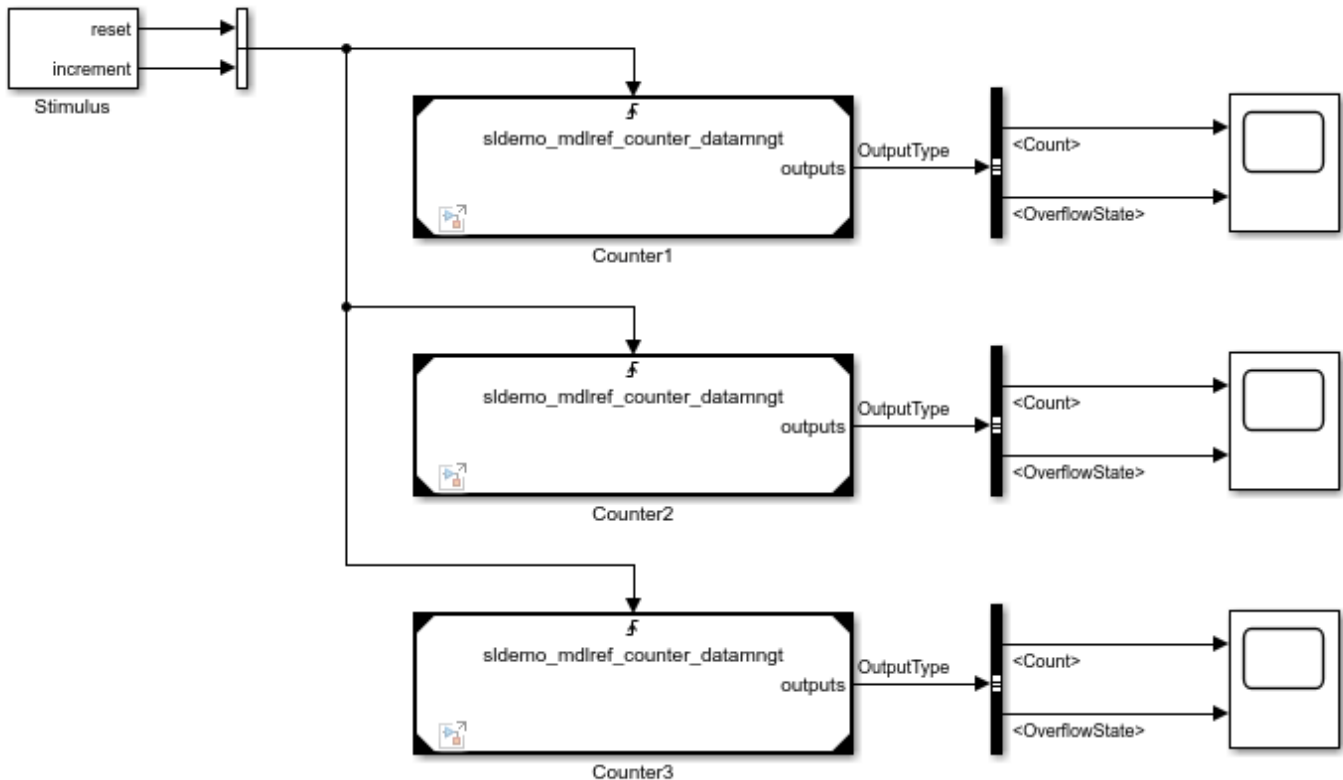 reset
increment
Stimulus
sldemo_mdlref_counter_datamngt
outputs
OutputType
<Count>
<OverflowState>
Counter1
sldemo_mdlref_counter_datamngt
outputs
OutputType
<Count>
<OverflowState>
Counter2
sldemo_mdlref_counter_datamngt
outputs
OutputType
<Count>
<OverflowState>
Counter3